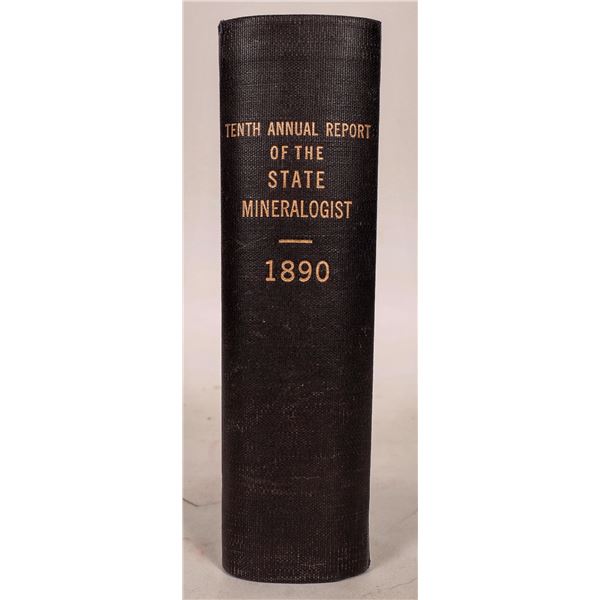 TENTH ANNUAL REPORT
OF THE
STATE
MINERALOGIST
1890